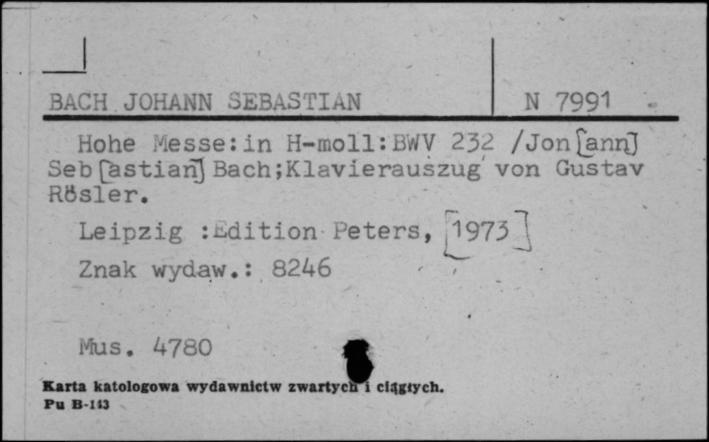 BACH JOHANN SEBASTIAN N 7991
Hohe Messe:in H-moll:BWV 232 /Jon[ann]
Seb[astian] Bach;Klavierauszug von Gustav
Rösler.
Leipzig :Edition Peters, [1973]
Znak wydaw.: 8246
Mus. 4780
Karta katologowa wydawnictw zwartych i ciągłych.
Pu B-143